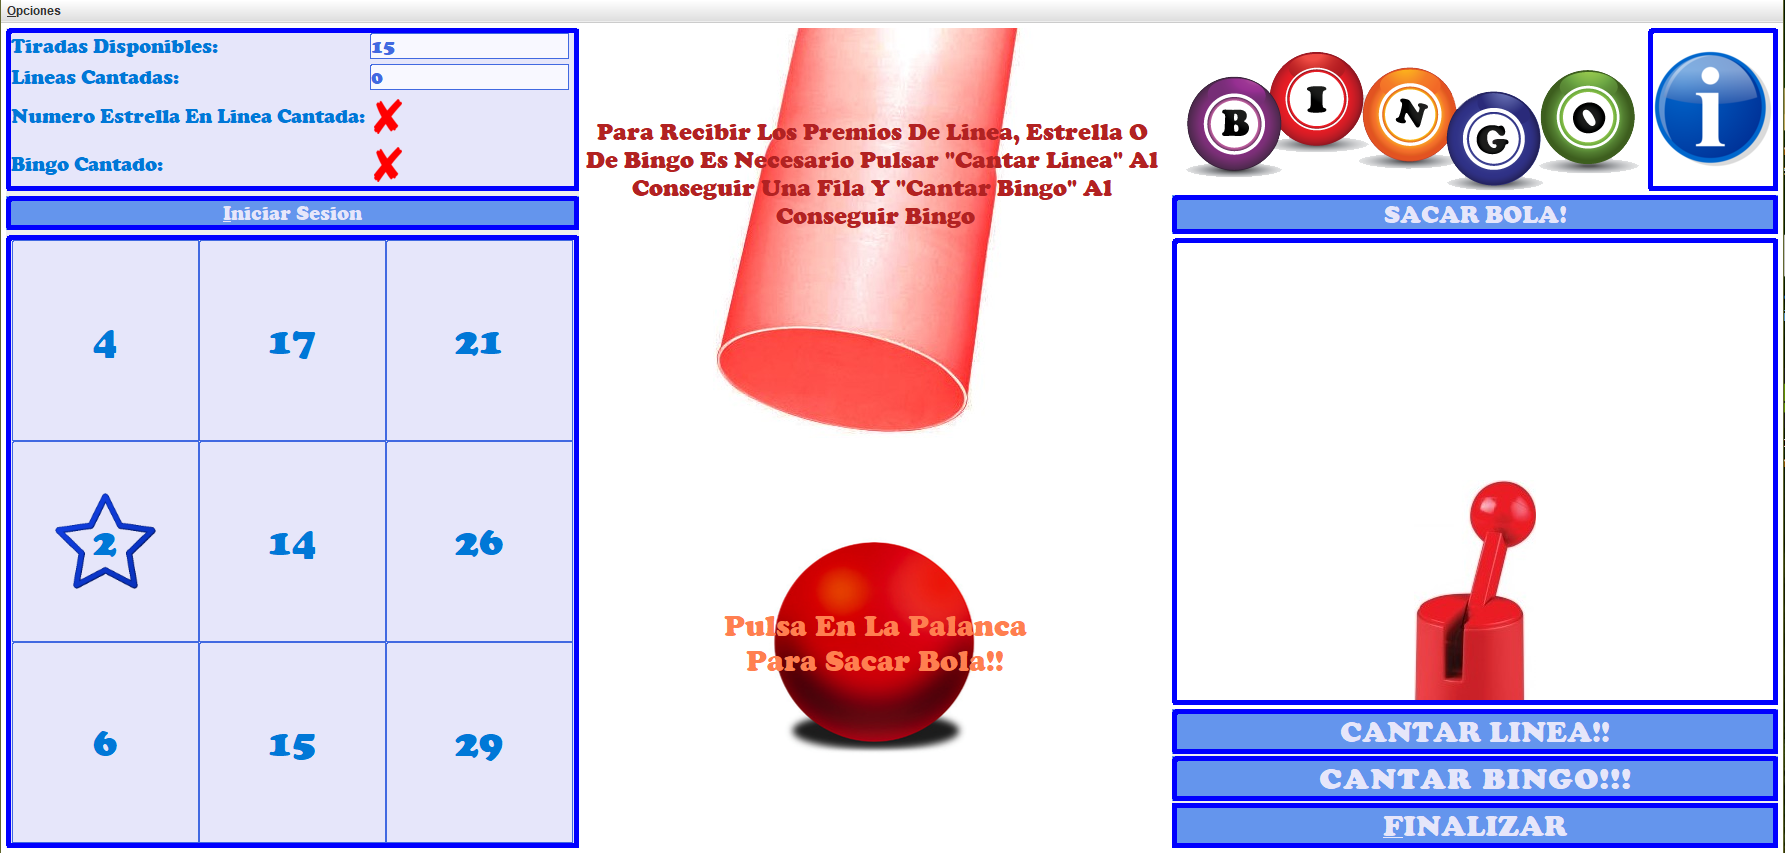 Opciones
Tiradas Disponibles: 15
Lineas Cantadas: 0
Numero Estrella En Linea Cantada:
Bingo Cantado:
Iniciar Sesion
4 17 21
2 14 26
6 15 29
Para Recibir Los Premios De Linea, Estrella O
De Bingo Es Necesario Pulsar "Cantar Linea" Al
Conseguir Una Fila Y "Cantar Bingo" Al
Conseguir Bingo
Pulsa En La Palanca
Para Sacar Bola!!
B I N G O
i
SACAR BOLA!
CANTAR LINEA!!
CANTAR BINGO!!!
FINALIZAR